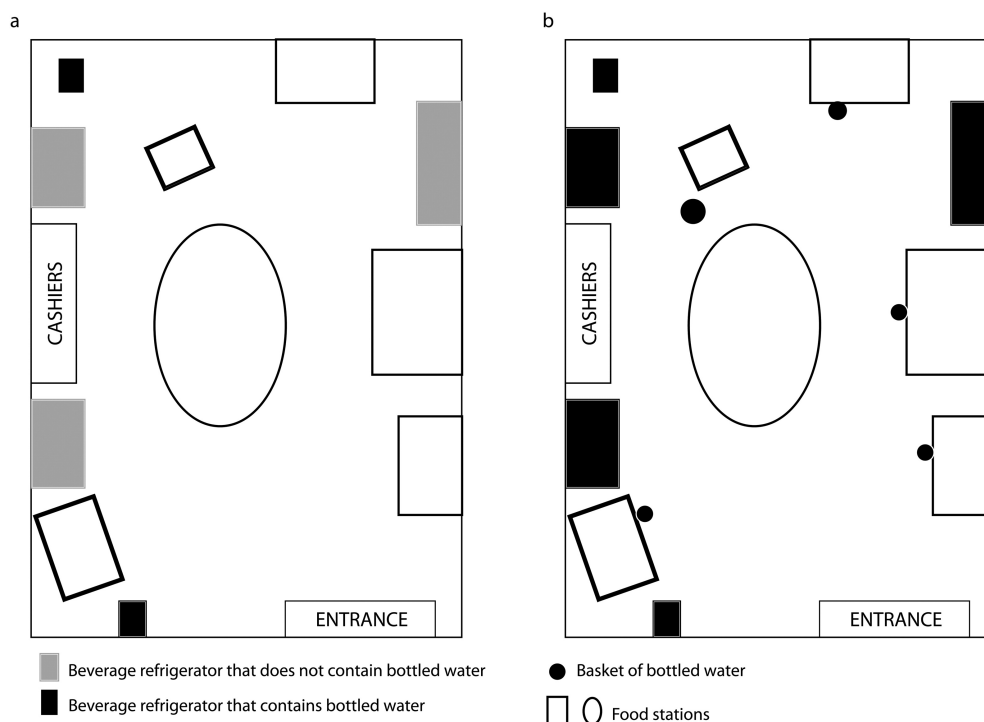 a
b
CASHIERS
CASHIERS
ENTRANCE
ENTRANCE
Beverage refrigerator that does not contain bottled water
Basket of bottled water
Beverage refrigerator that contains bottled water
Food stations